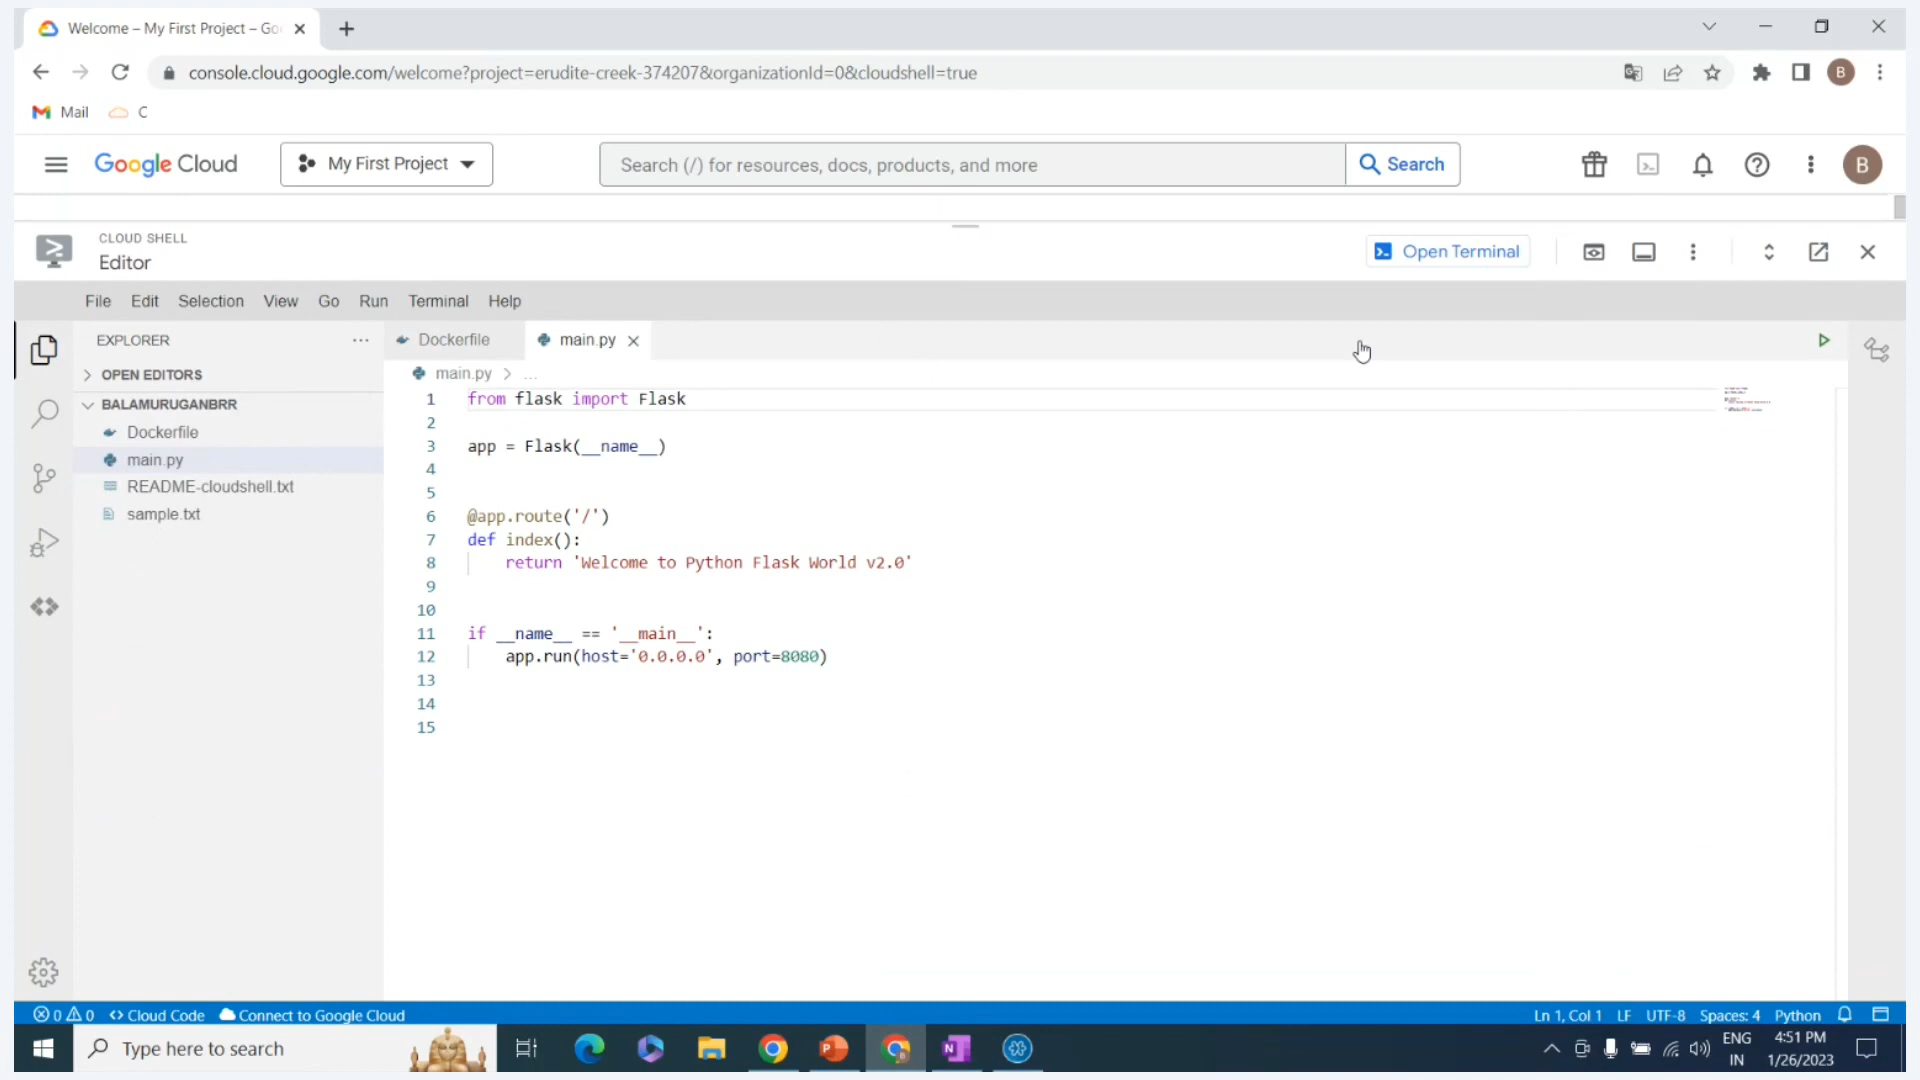 Welcome – My First Project – Goo
console.cloud.google.com/welcome?project=erudite-creek-374207&organizationId=0&cloudshell=true
B
Mail C
Google Cloud My First Project Search (/) for resources, docs, products, and more Search B
CLOUD SHELL
Editor
Open Terminal
File Edit Selection View Go Run Terminal Help
EXPLORER
OPEN EDITORS
BALAMURUGANBRR
Dockerfile
main.py
README-cloudshell.txt
sample.txt
Dockerfile main.py
main.py > ...
1 from flask import Flask
2
3 app = Flask(__name__)
4
5
6 @app.route('/')
7 def index():
8 return 'Welcome to Python Flask World v2.0'
9
10
11 if __name__ == '__main__':
12 app.run(host='0.0.0.0', port=8080)
13
14
15
0 0 <> Cloud Code Connect to Google Cloud Ln 1, Col 1 LF UTF-8 Spaces: 4 Python
Type here to search
ENG
IN
4:51 PM
1/26/2023